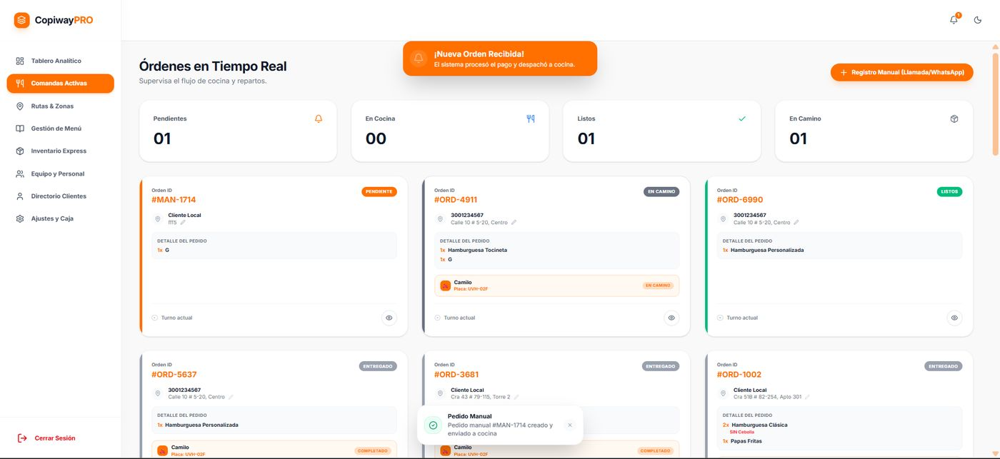 CopiwayPRO
1
¡Nueva Orden Recibida!
El sistema procesó el pago y despachó a cocina.
Tablero Analítico
Comandas Activas
Rutas & Zonas
Gestión de Menú
Inventario Express
Equipo y Personal
Directorio Clientes
Ajustes y Caja
Cerrar Sesión
Órdenes en Tiempo Real
Supervisa el flujo de cocina y repartos.
Registro Manual (Llamada/WhatsApp)
Pendientes
01
En Cocina
00
Listos
01
En Camino
01
Orden ID
PENDIENTE
#MAN-1714
Cliente Local
fff5
DETALLE DEL PEDIDO
1x G
Turno actual
Orden ID
EN CAMINO
#ORD-4911
3001234567
Calle 10 # 5-20, Centro
DETALLE DEL PEDIDO
1x Hamburguesa Tocineta
1x G
Camilo
Placa: UVH-02F
EN CAMINO
Turno actual
Orden ID
LISTOS
#ORD-6990
3001234567
Calle 10 # 5-20, Centro
DETALLE DEL PEDIDO
1x Hamburguesa Personalizada
Turno actual
Orden ID
ENTREGADO
#ORD-5637
3001234567
Calle 10 # 5-20, Centro
DETALLE DEL PEDIDO
1x Hamburguesa Personalizada
Camilo
Placa: UVH-02F
COMPLETADO
Orden ID
ENTREGADO
#ORD-3681
Cliente Local
Cra 43 # 79-115, Torre 2
Pedido Manual
Pedido manual #MAN-1714 creado y
enviado a cocina
Camilo
Placa: UVH-02F
COMPLETADO
Orden ID
ENTREGADO
#ORD-1002
Cliente Local
Cra 51B # 82-254, Apto 301
DETALLE DEL PEDIDO
2x Hamburguesa Clásica
SIN Cebolla
1x Papas Fritas